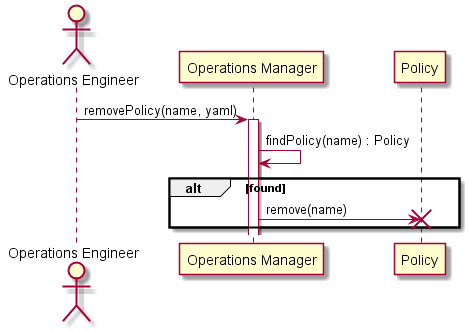 Operations Engineer
Operations Manager
Policy
removePolicy(name, yaml)
findPolicy(name) : Policy
alt
[found]
remove(name)
Operations Engineer
Operations Manager
Policy